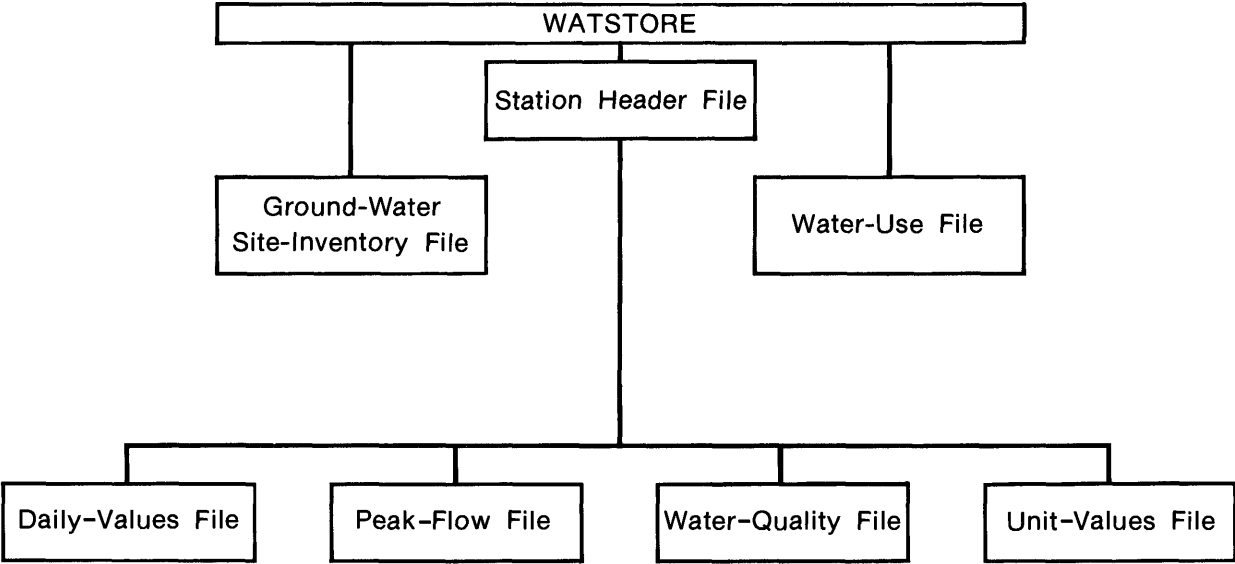 WATSTORE
Station Header File
Ground-Water
Site-Inventory File
Water-Use File
Daily-Values File
Peak-Flow File
Water-Quality File
Unit-Values File